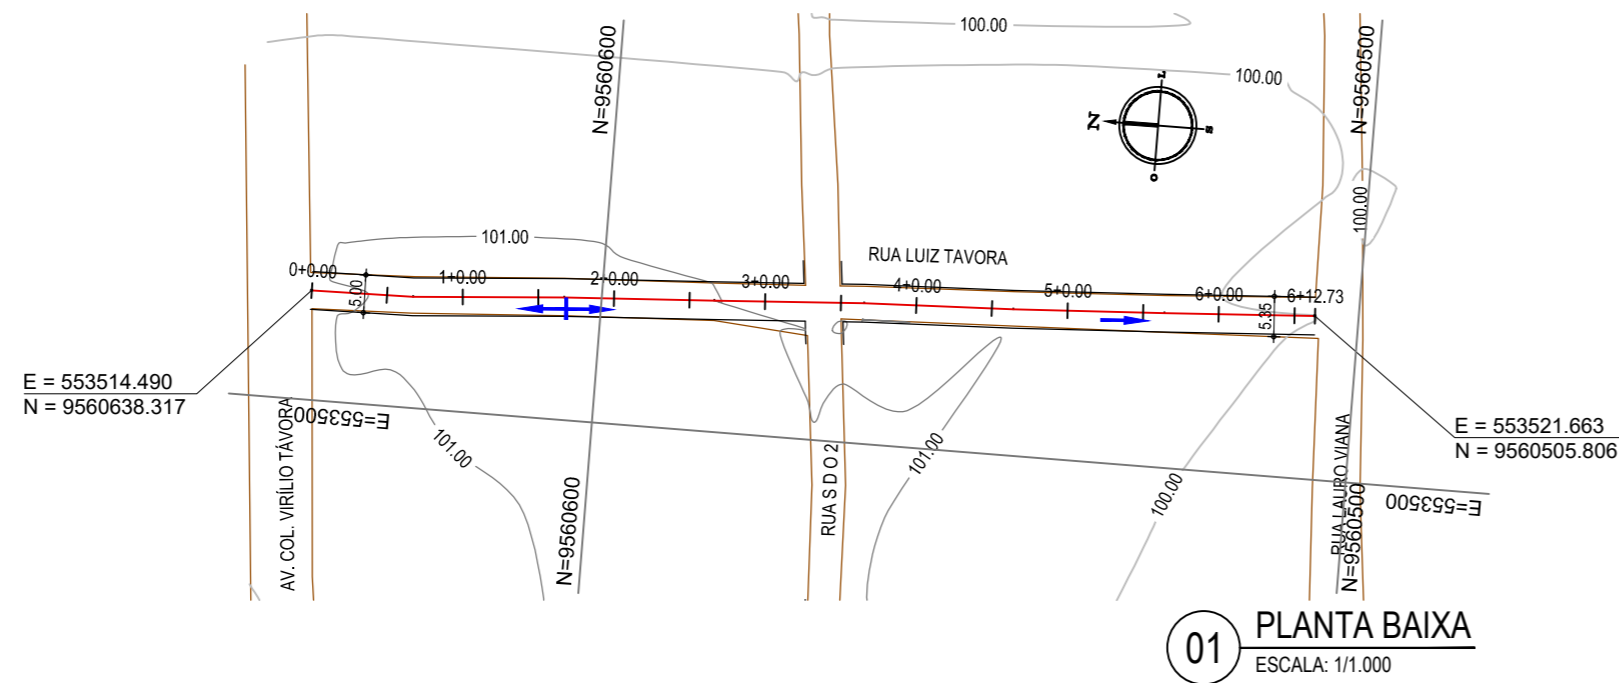 100.00
100.00
N=9560600
N=9560500
Z
S
O
100.00
101.00
RUA LUIZ TAVORA
0+0.00
1+0.00
2+0.00
3+0.00
4+0.00
5+0.00
6+0.00
6+12.73
5.00
5.35
E = 553514.490
N = 9560638.317
E=553500
AV. COL. VIRÍLIO TÁVORA
101.00
N=9560600
RUA S D O 2
101.00
100.00
RUA LAURO VIANA
N=9560500
E=553500
E = 553521.663
N = 9560505.806
01
PLANTA BAIXA
ESCALA: 1/1.000